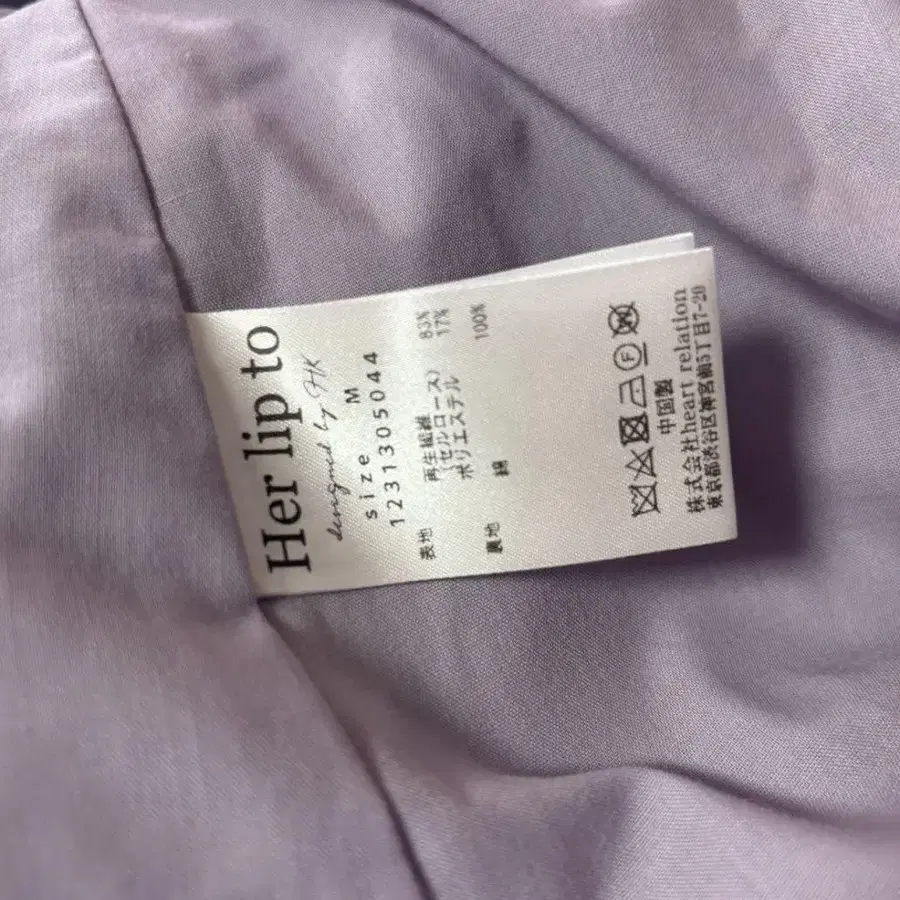 Her lip to
designed by HK
size M
1231305044
表地 再生繊維 83%
(セルロース)
ポリエステル 17%
裏地 綿 100%
F
中国製
株式会社heart relation
東京都渋谷区神宮前5丁目7-20